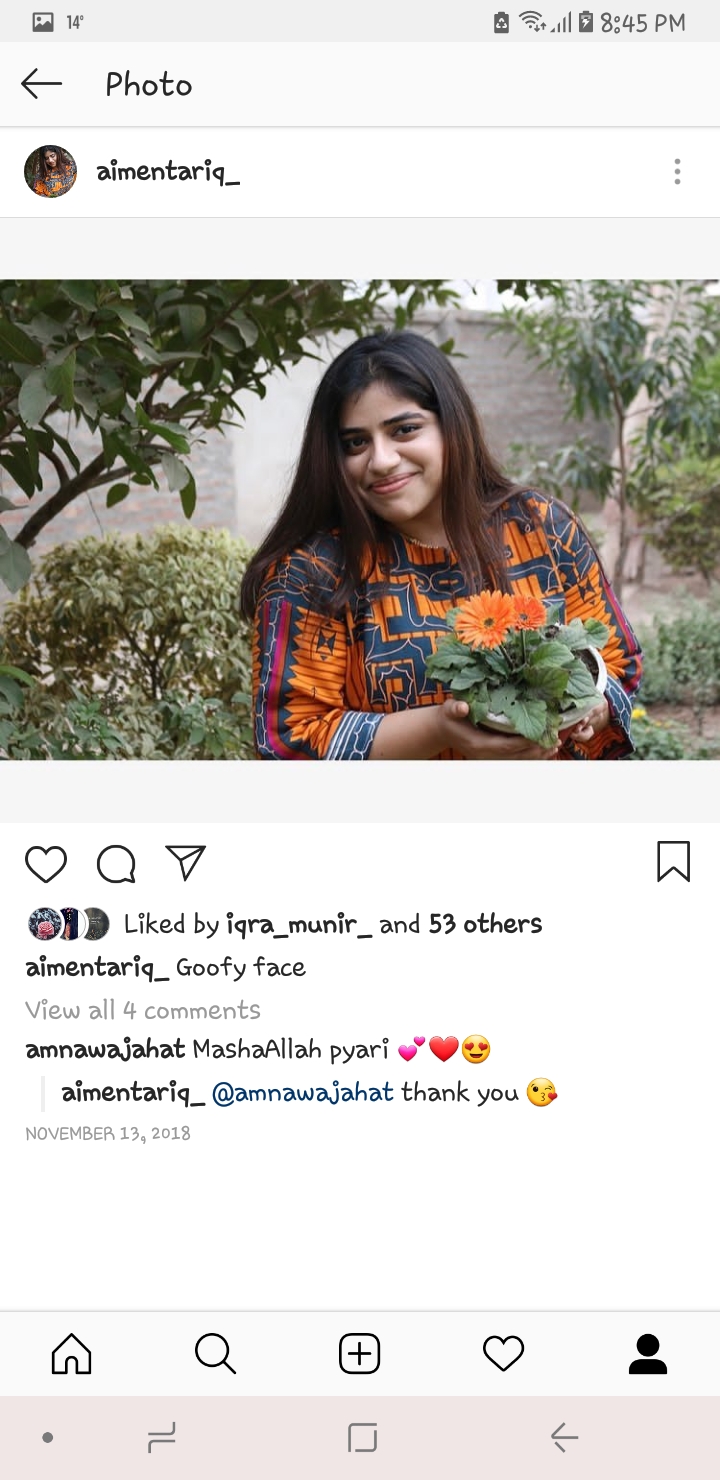 14°
8:45 PM
Photo
aimentariq_
Liked by iqra_munir_ and 53 others
aimentariq_ Goofy face
View all 4 comments
amnawajahat MashaAllah pyari 💕❤️😍
aimentariq_ @amnawajahat thank you 😘
NOVEMBER 13, 2018